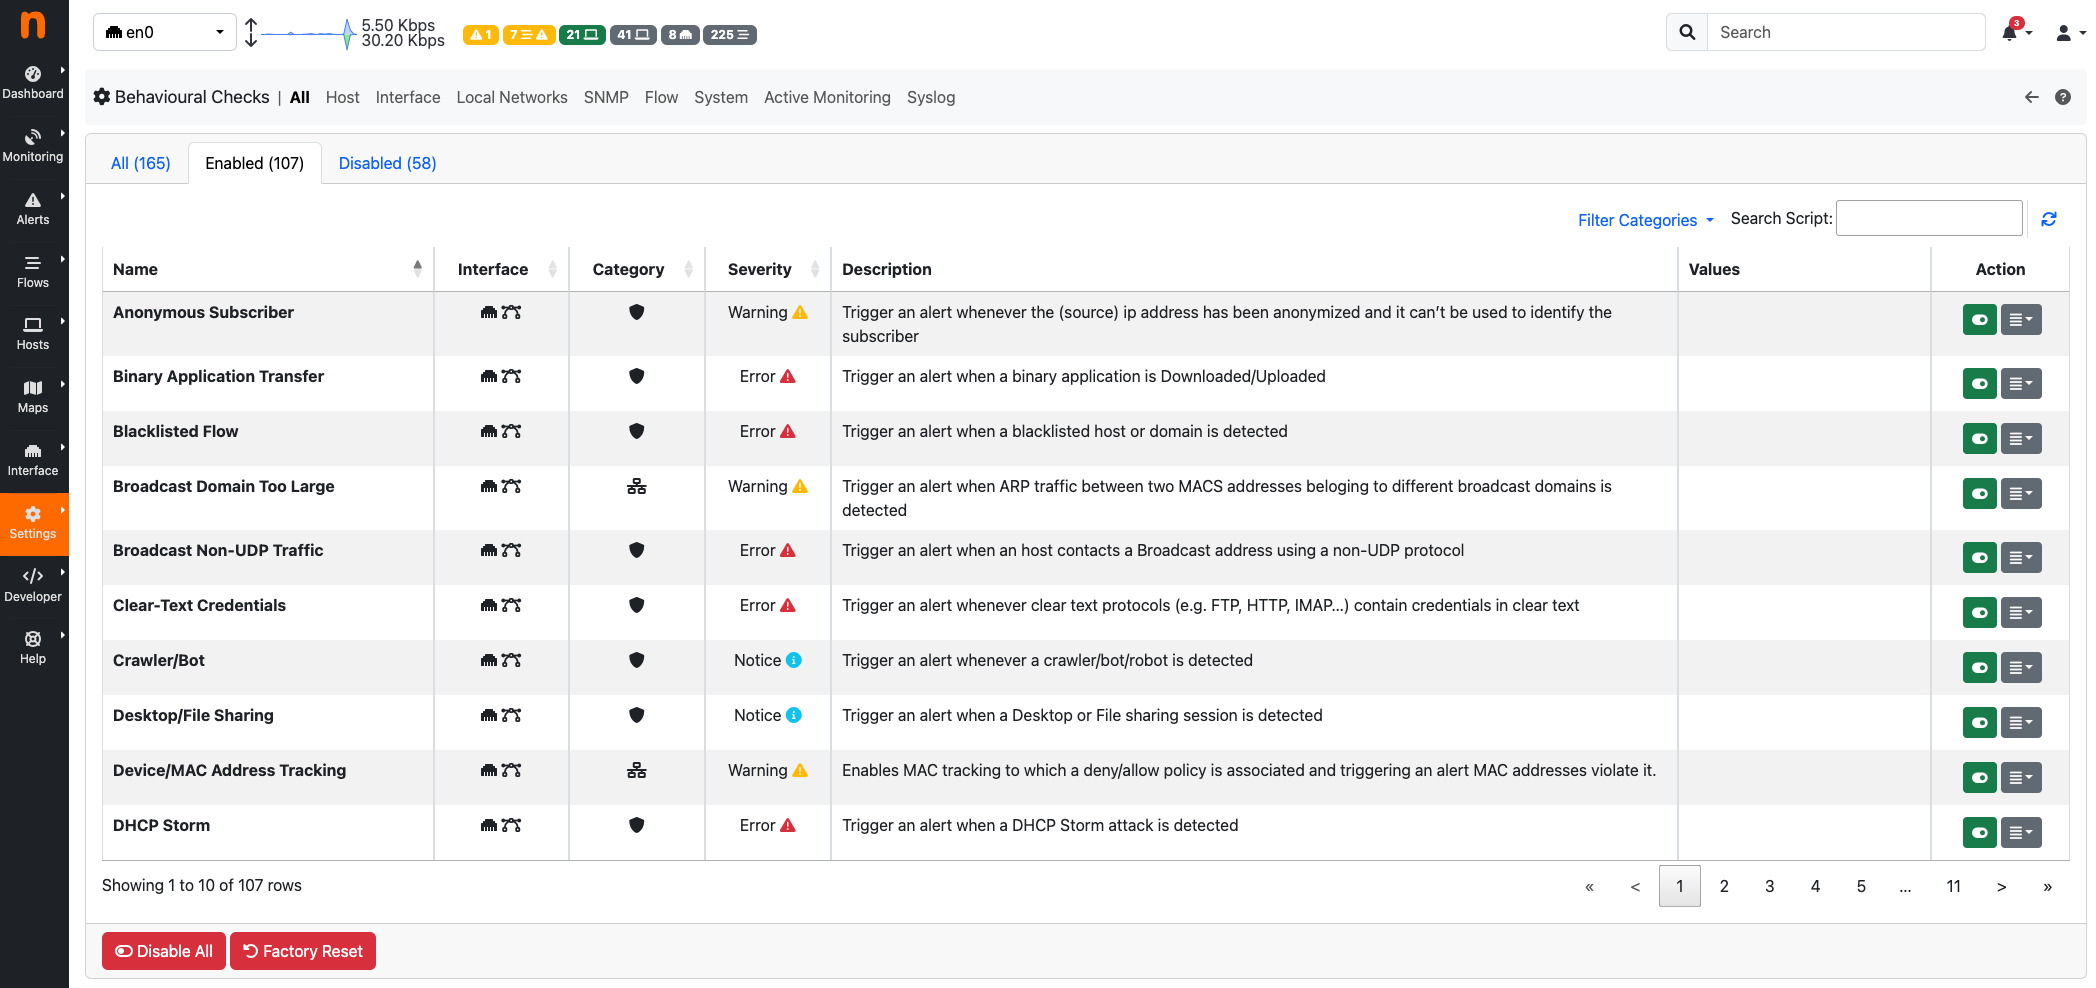 n
en0
5.50 Kbps
30.20 Kbps
1
7
21
41
8
225
Search
3
Dashboard
Monitoring
Alerts
Flows
Hosts
Maps
Interface
Settings
Developer
Help
Behavioural Checks | All Host Interface Local Networks SNMP Flow System Active Monitoring Syslog
All (165) Enabled (107) Disabled (58)
Filter Categories Search Script:
Name Interface Category Severity Description Values Action
Anonymous Subscriber Warning Trigger an alert whenever the (source) ip address has been anonymized and it can’t be used to identify the
subscriber
Binary Application Transfer Error Trigger an alert when a binary application is Downloaded/Uploaded
Blacklisted Flow Error Trigger an alert when a blacklisted host or domain is detected
Broadcast Domain Too Large Warning Trigger an alert when ARP traffic between two MACS addresses beloging to different broadcast domains is
detected
Broadcast Non-UDP Traffic Error Trigger an alert when an host contacts a Broadcast address using a non-UDP protocol
Clear-Text Credentials Error Trigger an alert whenever clear text protocols (e.g. FTP, HTTP, IMAP...) contain credentials in clear text
Crawler/Bot Notice Trigger an alert whenever a crawler/bot/robot is detected
Desktop/File Sharing Notice Trigger an alert when a Desktop or File sharing session is detected
Device/MAC Address Tracking Warning Enables MAC tracking to which a deny/allow policy is associated and triggering an alert MAC addresses violate it.
DHCP Storm Error Trigger an alert when a DHCP Storm attack is detected
Showing 1 to 10 of 107 rows
« < 1 2 3 4 5 ... 11 > »
Disable All Factory Reset